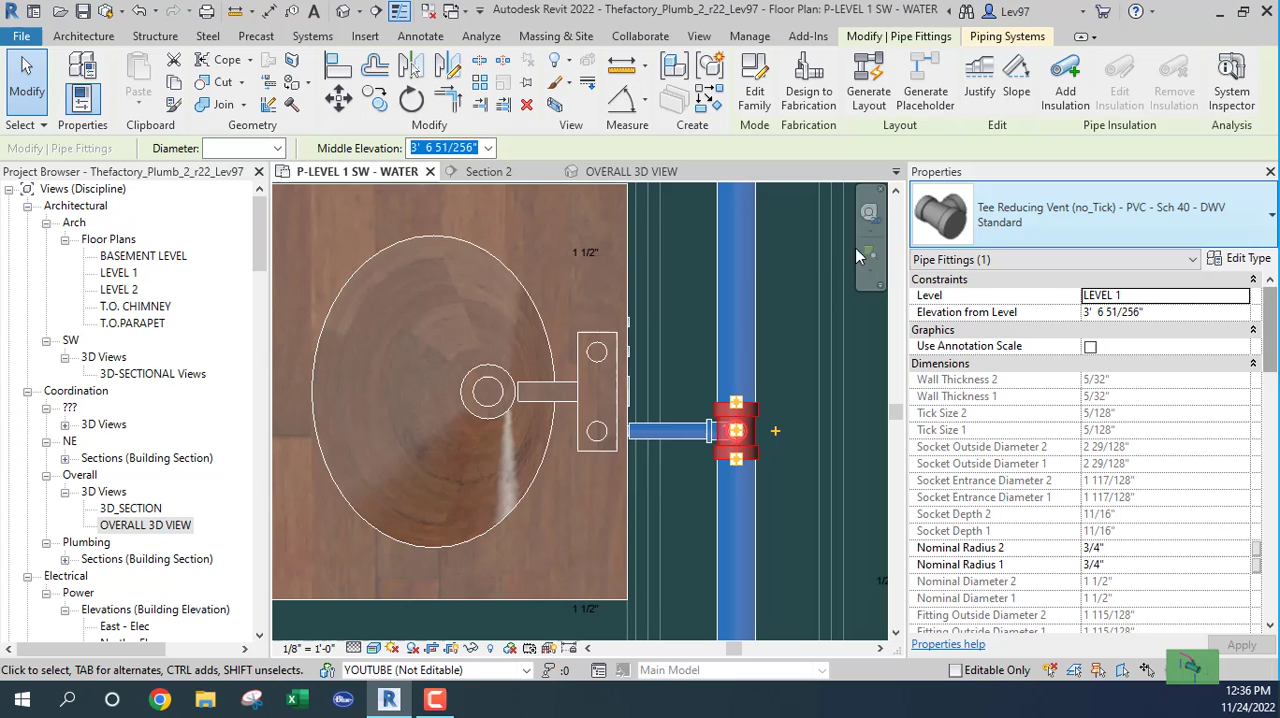 Autodesk Revit 2022 - Thefactory_Plumb_2_r22_Lev97 - Floor Plan: P-LEVEL 1 SW - WATER
Lev97
File Architecture Structure Steel Precast Systems Insert Annotate Analyze Massing & Site Collaborate View Manage Add-Ins Modify | Pipe Fittings Piping Systems
Modify
Select
Properties
Paste
Clipboard
Cope
Cut
Join
Geometry
Modify
View
Measure
Create
Edit Family
Mode
Design to Fabrication
Fabrication
Generate Layout
Generate Placeholder
Layout
Justify
Slope
Edit
Add Insulation
Edit Insulation
Remove Insulation
Pipe Insulation
System Inspector
Analysis
Modify | Pipe Fittings
Diameter:
Middle Elevation: 3' 6 51/256"
Project Browser - Thefactory_Plumb_2_r22_Lev97
Views (Discipline)
Architectural
Arch
Floor Plans
BASEMENT LEVEL
LEVEL 1
LEVEL 2
T.O. CHIMNEY
T.O.PARAPET
SW
3D Views
3D-SECTIONAL Views
Coordination
???
3D Views
NE
Sections (Building Section)
Overall
3D Views
3D_SECTION
OVERALL 3D VIEW
Plumbing
Sections (Building Section)
Electrical
Power
Elevations (Building Elevation)
East - Elec
P-LEVEL 1 SW - WATER
Section 2
OVERALL 3D VIEW
1 1/2"
1 1/2"
Properties
Tee Reducing Vent (no_Tick) - PVC - Sch 40 - DWV
Standard
Pipe Fittings (1)
Edit Type
Constraints
Level LEVEL 1
Elevation from Level 3' 6 51/256"
Graphics
Use Annotation Scale
Dimensions
Wall Thickness 2 5/32"
Wall Thickness 1 5/32"
Tick Size 2 5/128"
Tick Size 1 5/128"
Socket Outside Diameter 2 2 29/128"
Socket Outside Diameter 1 2 29/128"
Socket Entrance Diameter 2 1 117/128"
Socket Entrance Diameter 1 1 117/128"
Socket Depth 2 11/16"
Socket Depth 1 11/16"
Nominal Radius 2 3/4"
Nominal Radius 1 3/4"
Nominal Diameter 2 1 1/2"
Nominal Diameter 1 1 1/2"
Fitting Outside Diameter 2 1 115/128"
Fitting Outside Diameter 1 1 115/128"
Properties help
Apply
1/8" = 1'-0"
Click to select, TAB for alternates, CTRL adds, SHIFT unselects.
YOUTUBE (Not Editable)
:0
Main Model
Editable Only
12:36 PM
11/24/2022